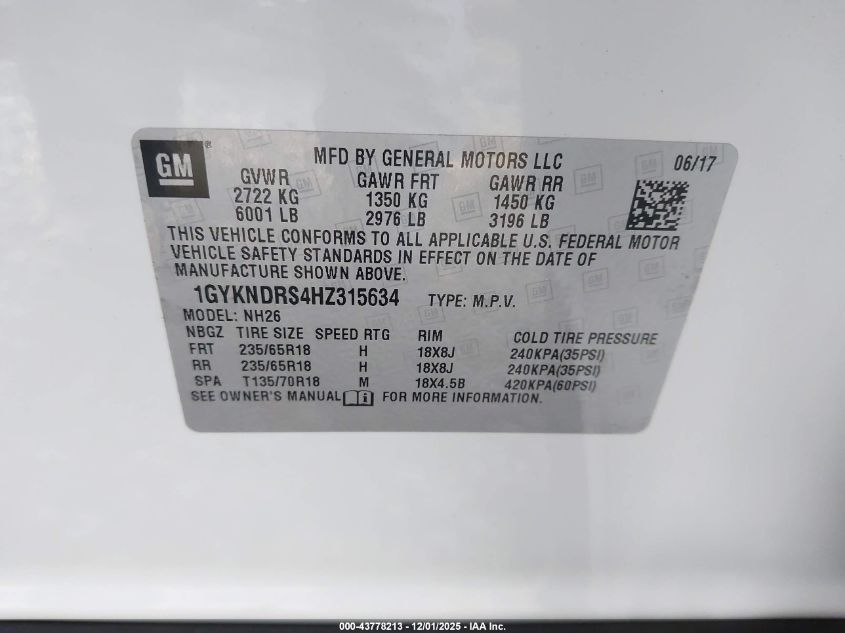 GM
MFD BY GENERAL MOTORS LLC 06/17
GVWR GAWR FRT GAWR RR
2722 KG 1350 KG 1450 KG
6001 LB 2976 LB 3196 LB
THIS VEHICLE CONFORMS TO ALL APPLICABLE U.S. FEDERAL MOTOR
VEHICLE SAFETY STANDARDS IN EFFECT ON THE DATE OF
MANUFACTURE SHOWN ABOVE.
1GYKNDRS4HZ315634 TYPE: M.P.V.
MODEL: NH26
NBGZ TIRE SIZE SPEED RTG RIM COLD TIRE PRESSURE
FRT 235/65R18 H 18X8J 240KPA(35PSI)
RR 235/65R18 H 18X8J 240KPA(35PSI)
SPA T135/70R18 M 18X4.5B 420KPA(60PSI)
SEE OWNER'S MANUAL FOR MORE INFORMATION.
000-43778213 - 12/01/2025 - IAA Inc.